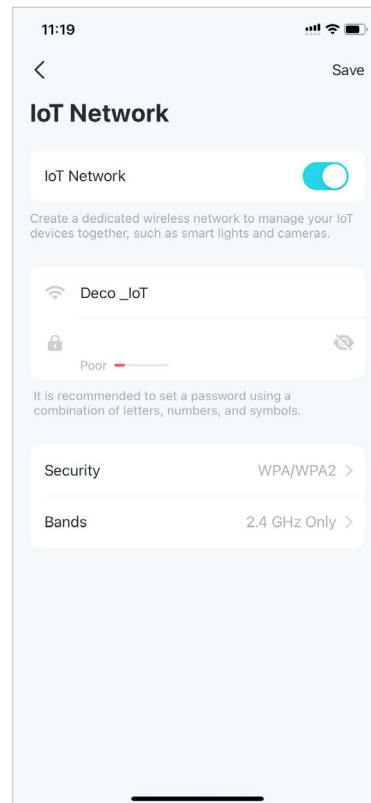 11:19
Save
IoT Network
IoT Network
Create a dedicated wireless network to manage your IoT
devices together, such as smart lights and cameras.
Deco _IoT
Poor
It is recommended to set a password using a
combination of letters, numbers, and symbols.
Security WPA/WPA2
Bands 2.4 GHz Only